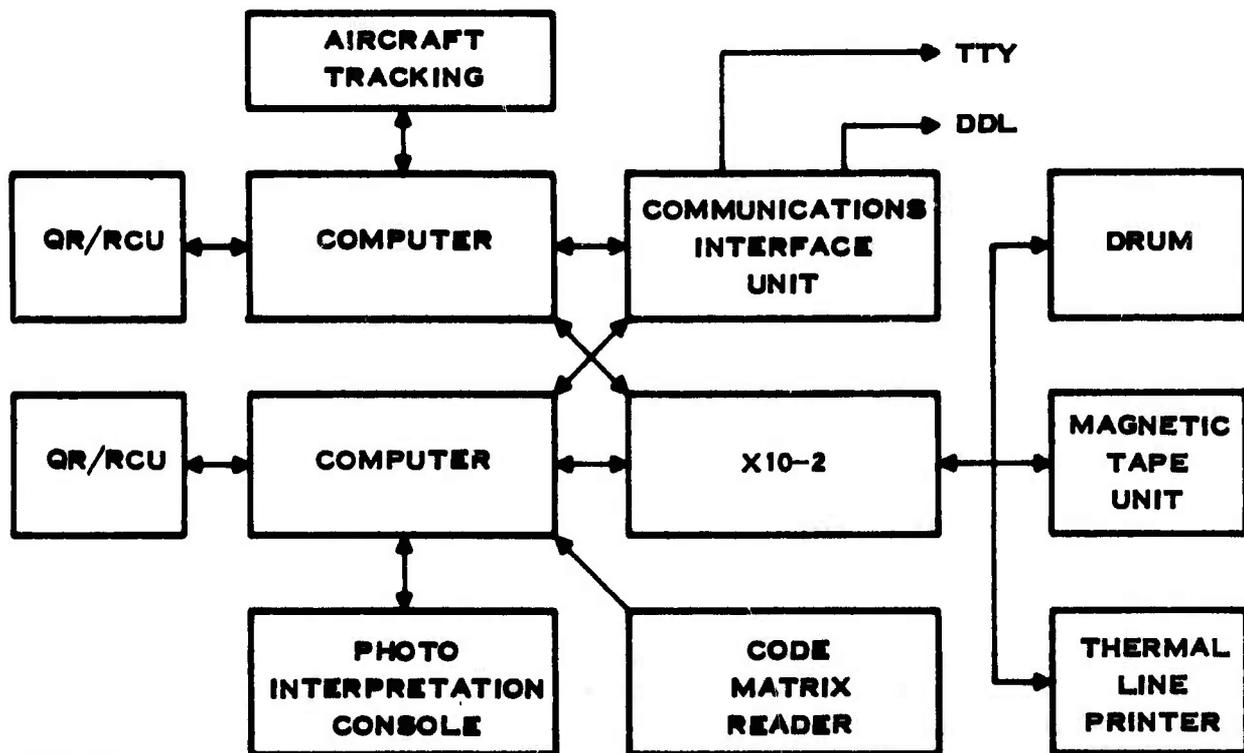 AIRCRAFT
TRACKING
TTY
DDL
QR/RCU
COMPUTER
COMMUNICATIONS
INTERFACE
UNIT
DRUM
QR/RCU
COMPUTER
X10-2
MAGNETIC
TAPE
UNIT
PHOTO
INTERPRETATION
CONSOLE
CODE
MATRIX
READER
THERMAL
LINE
PRINTER